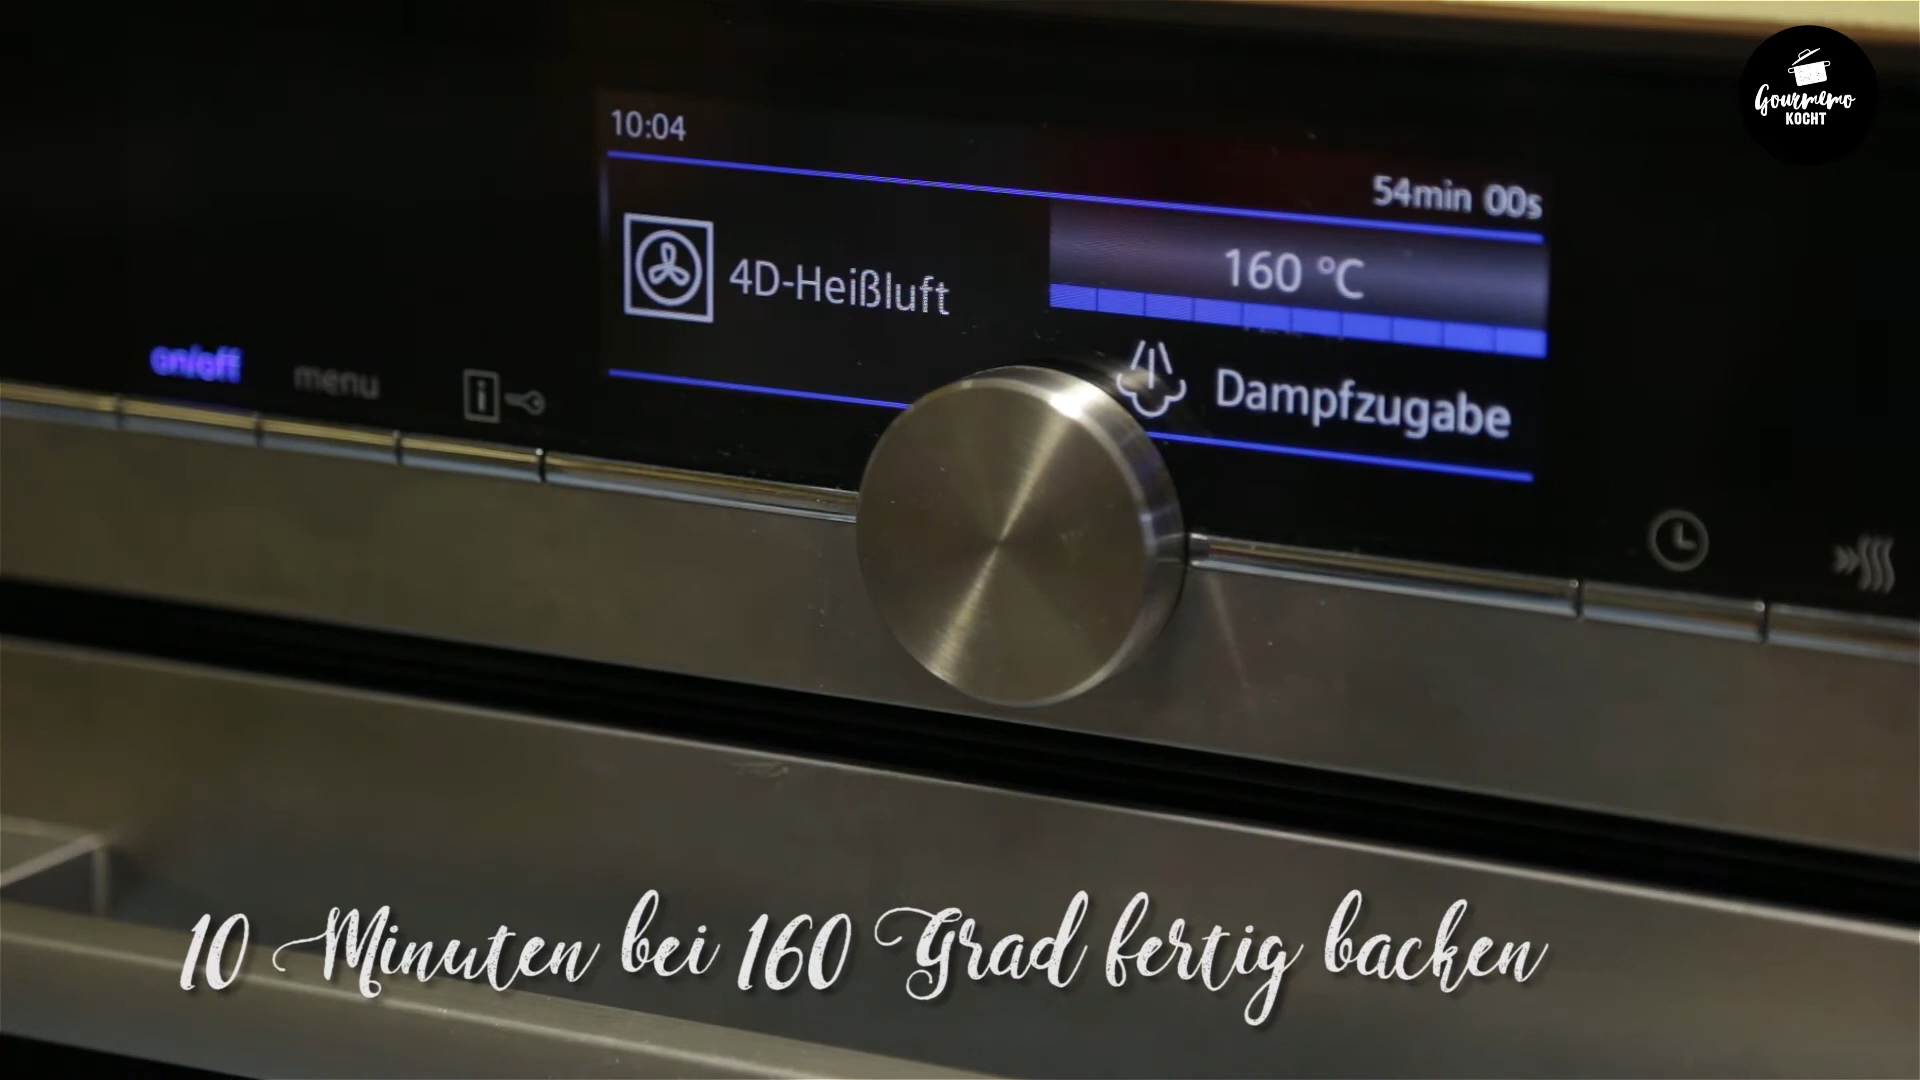 Gourmemo
KOCHT
10:04
54min 00s
4D-Heißluft
160 °C
on/off
menu
i
Dampfzugabe
10 Minuten bei 160 Grad fertig backen